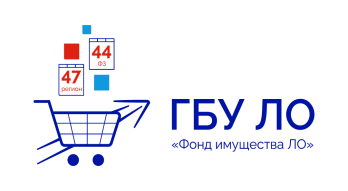 44
ФЗ
47
регион
ГБУ ЛО
«Фонд имущества ЛО»